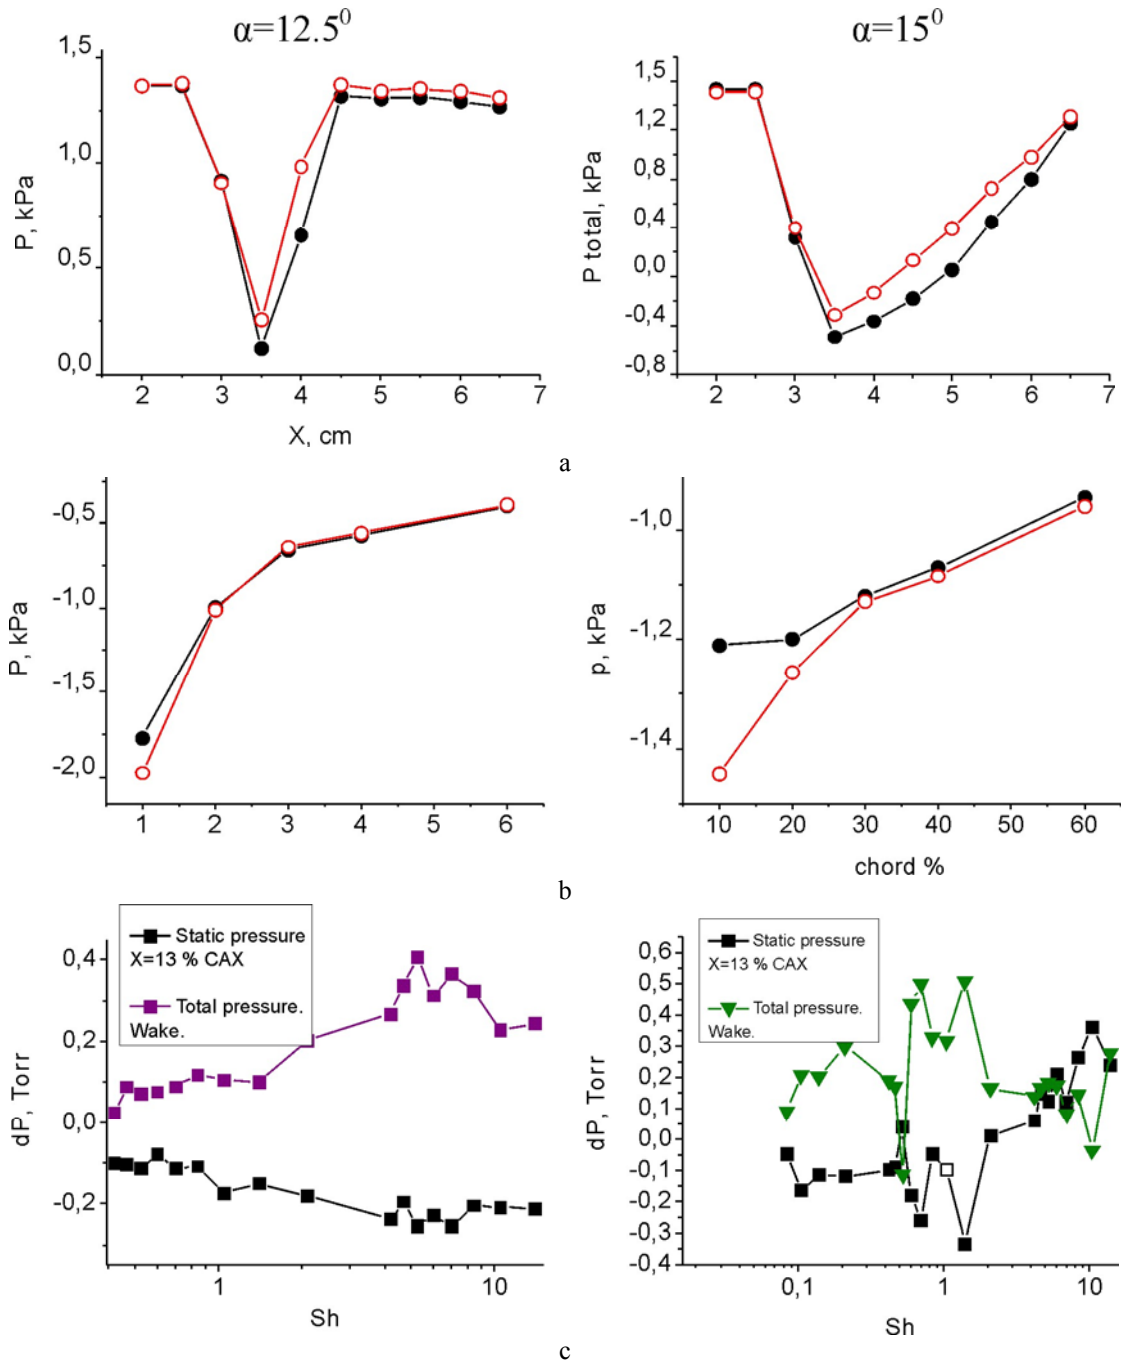 α=12.5⁰
α=15⁰
1,5
1,0
0,5
0,0
P, kPa
2 3 4 5 6 7
X, cm
1,5
1,2
0,8
0,4
0,0
-0,4
-0,8
P total, kPa
2 3 4 5 6 7
a
-0,5
-1,0
-1,5
-2,0
P, kPa
1 2 3 4 5 6
-1,0
-1,2
-1,4
p, kPa
10 20 30 40 50 60
chord %
b
Static pressure
X=13 % CAX
Total pressure.
Wake.
0,4
0,2
0,0
-0,2
dP, Torr
1 10
Sh
Static pressure
X=13 % CAX
Total pressure.
Wake.
0,6
0,5
0,4
0,3
0,2
0,1
0,0
-0,1
-0,2
-0,3
-0,4
dP, Torr
0,1 1 10
Sh
c